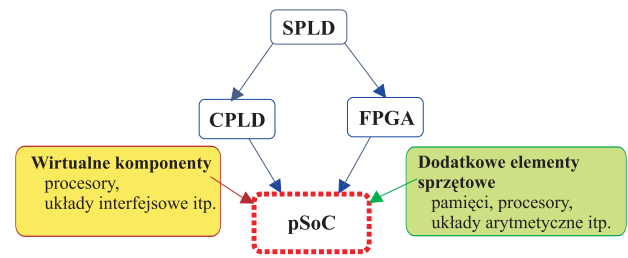 SPLD
CPLD
FPGA
Wirtualne komponenty
procesory,
układy interfejsowe itp.
Dodatkowe elementy
sprzętowe
pamięci, procesory,
układy arytmetyczne itp.
pSoC